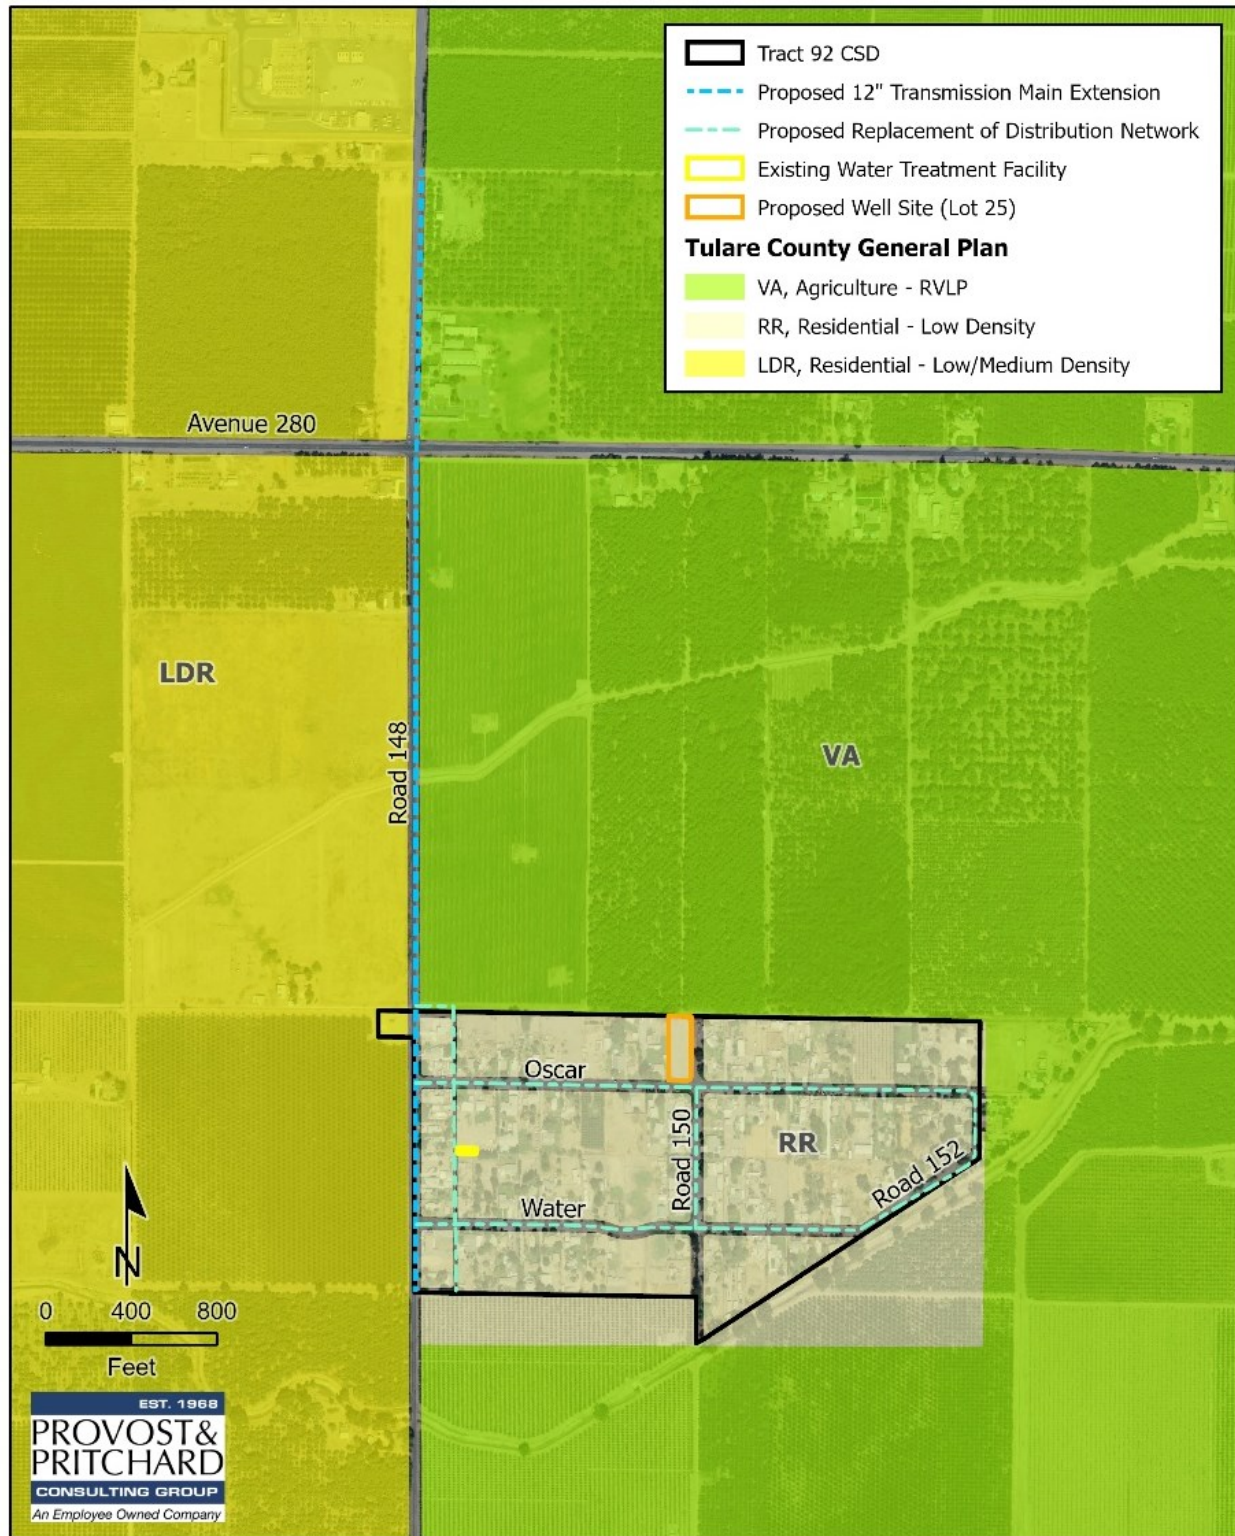 Tract 92 CSD
Proposed 12" Transmission Main Extension
Proposed Replacement of Distribution Network
Existing Water Treatment Facility
Proposed Well Site (Lot 25)
Tulare County General Plan
VA, Agriculture - RVLP
RR, Residential - Low Density
LDR, Residential - Low/Medium Density
Avenue 280
LDR
Road 148
VA
Oscar
Road 150
RR
Road 152
Water
N
0 400 800
Feet
EST. 1968
PROVOST&
PRITCHARD
CONSULTING GROUP
An Employee Owned Company